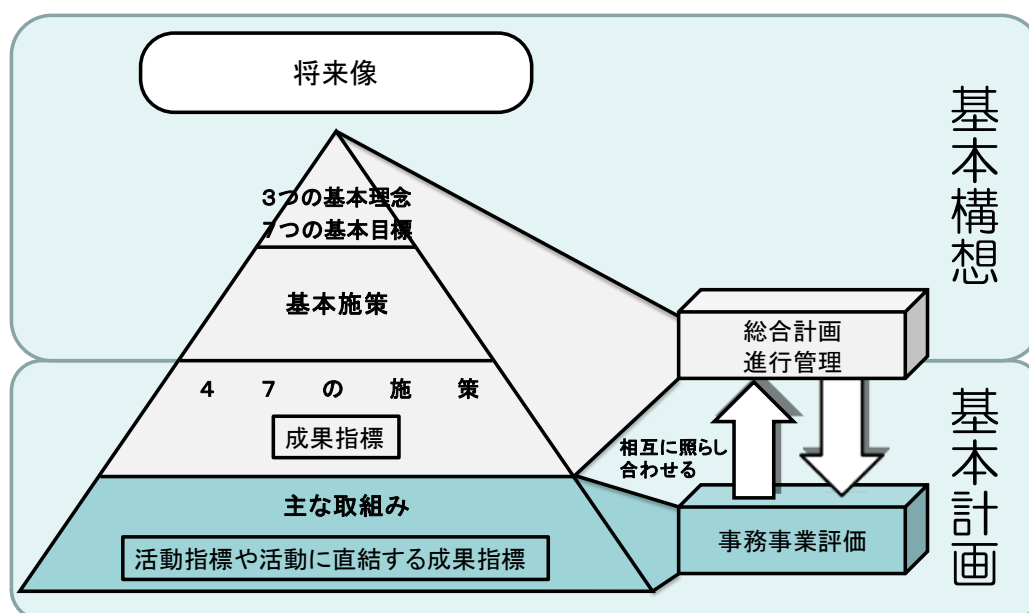 将来像
基本構想
３つの基本理念
７つの基本目標
基本施策
総合計画
進行管理
４７の施策
成果指標
基本計画
相互に照らし
合わせる
主な取組み
活動指標や活動に直結する成果指標
事務事業評価